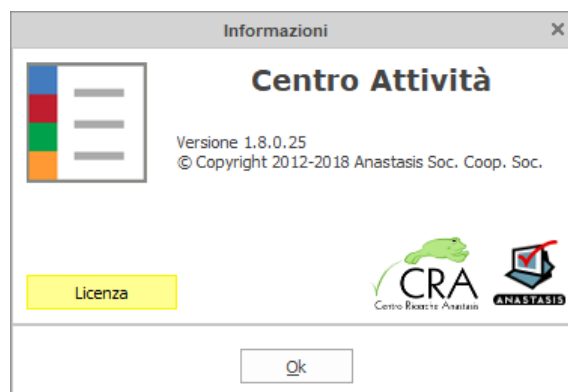 Informazioni
Centro Attività
Versione 1.8.0.25
© Copyright 2012-2018 Anastasis Soc. Coop. Soc.
Licenza
CRA
Centro Ricerche Anastasis
ANASTASIS
Ok